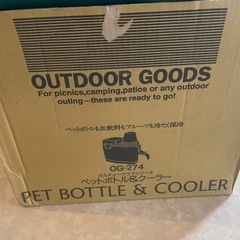 OUTDOOR GOODS
For picnics,camping,patios or any outdoor
outing…these are ready to go!
ペットボトルも缶飲料もフルーツも冷たく保冷
OG-274
ペットボトル&クーラー
PET BOTTLE & COOLER